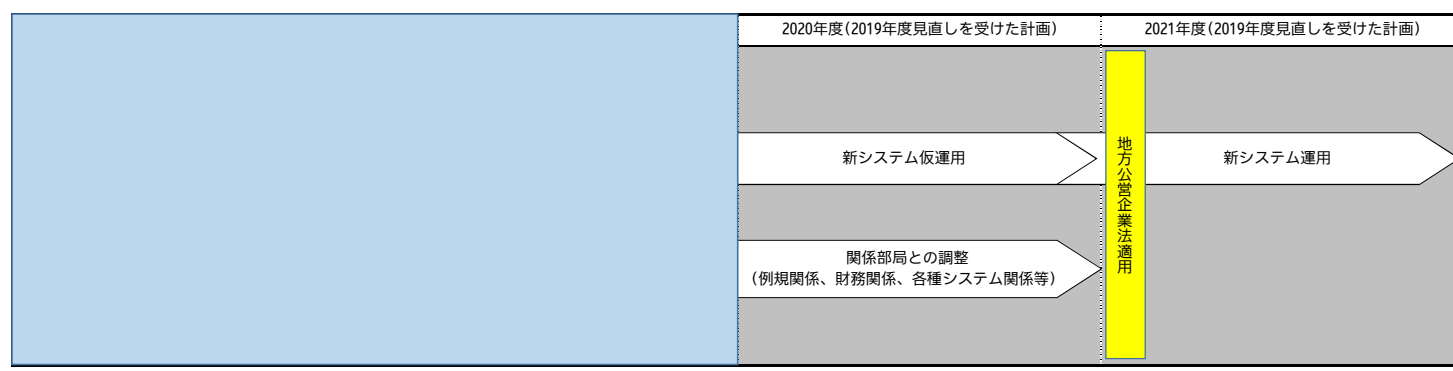 2020年度(2019年度見直しを受けた計画)
2021年度(2019年度見直しを受けた計画)
新システム仮運用
地方公営企業法適用
新システム運用
関係部局との調整
(例規関係、財務関係、各種システム関係等)